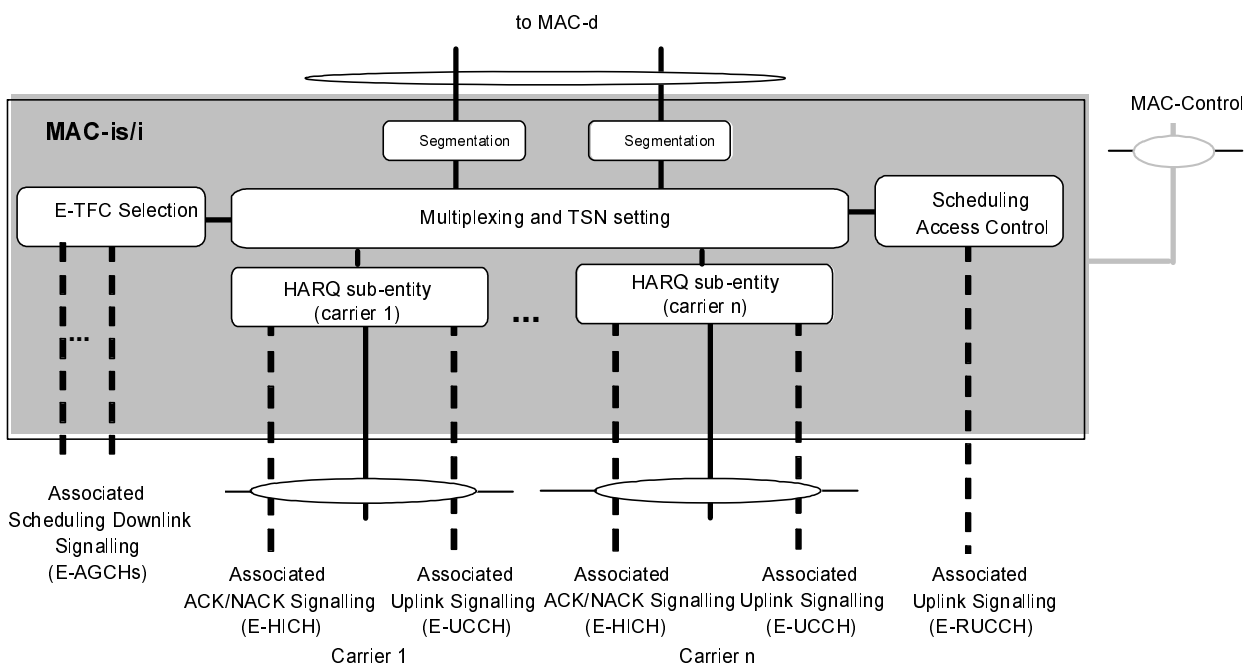 to MAC-d
MAC-Control
MAC-is/i
Segmentation
Segmentation
E-TFC Selection
Multiplexing and TSN setting
Scheduling
Access Control
HARQ sub-entity
(carrier 1)
...
HARQ sub-entity
(carrier n)
...
Associated
Scheduling Downlink
Signalling
(E-AGCHs)
Associated
ACK/NACK Signalling
(E-HICH)
Associated
Uplink Signalling
(E-UCCH)
Carrier 1
Associated
ACK/NACK Signalling
(E-HICH)
Associated
Uplink Signalling
(E-UCCH)
Carrier n
Associated
Uplink Signalling
(E-RUCCH)